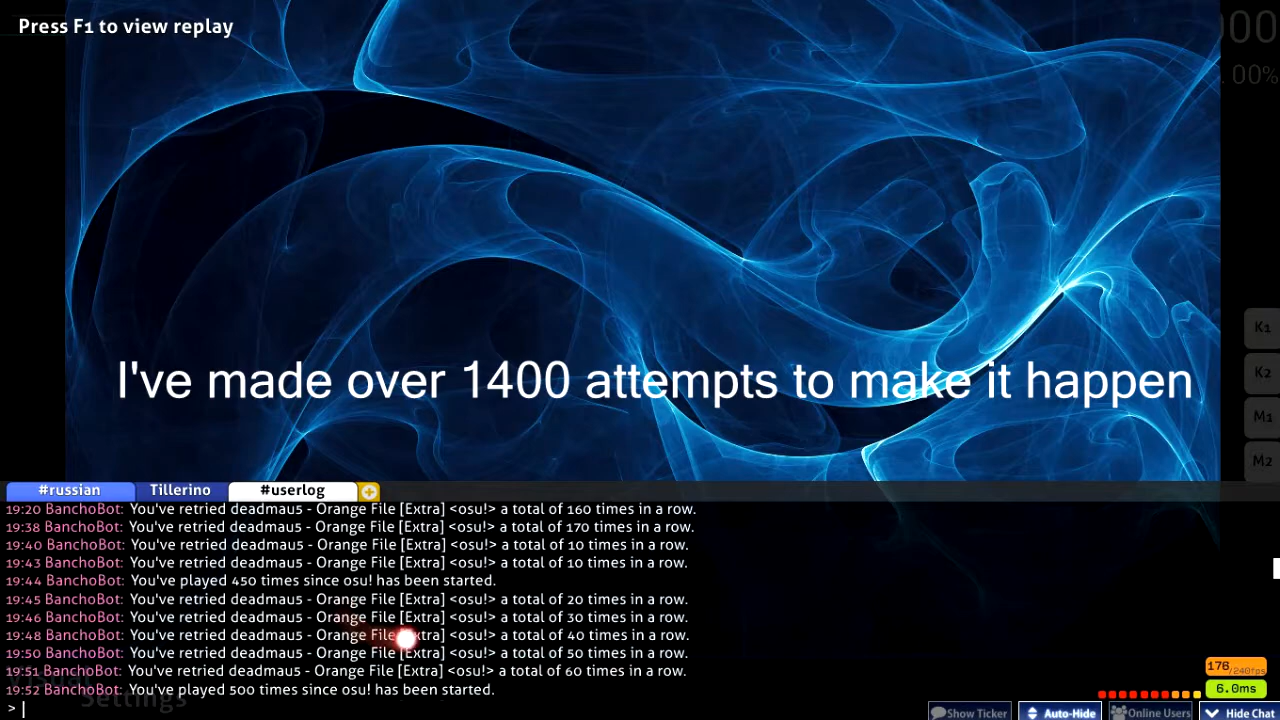 Press F1 to view replay
00
.00%
K1
K2
I've made over 1400 attempts to make it happen
M1
M2
#russian Tillerino #userlog
19:20 BanchoBot: You've retried deadmau5 - Orange File [Extra] <osu!> a total of 160 times in a row.
19:38 BanchoBot: You've retried deadmau5 - Orange File [Extra] <osu!> a total of 170 times in a row.
19:40 BanchoBot: You've retried deadmau5 - Orange File [Extra] <osu!> a total of 10 times in a row.
19:43 BanchoBot: You've retried deadmau5 - Orange File [Extra] <osu!> a total of 10 times in a row.
19:44 BanchoBot: You've played 450 times since osu! has been started.
19:45 BanchoBot: You've retried deadmau5 - Orange File [Extra] <osu!> a total of 20 times in a row.
19:46 BanchoBot: You've retried deadmau5 - Orange File [Extra] <osu!> a total of 30 times in a row.
19:48 BanchoBot: You've retried deadmau5 - Orange File [Extra] <osu!> a total of 40 times in a row.
19:50 BanchoBot: You've retried deadmau5 - Orange File [Extra] <osu!> a total of 50 times in a row.
19:51 BanchoBot: You've retried deadmau5 - Orange File [Extra] <osu!> a total of 60 times in a row.
19:52 BanchoBot: You've played 500 times since osu! has been started.
Visual
Settings
176/240fps
6.0ms
>
Show Ticker Auto-Hide Online Users Hide Chat